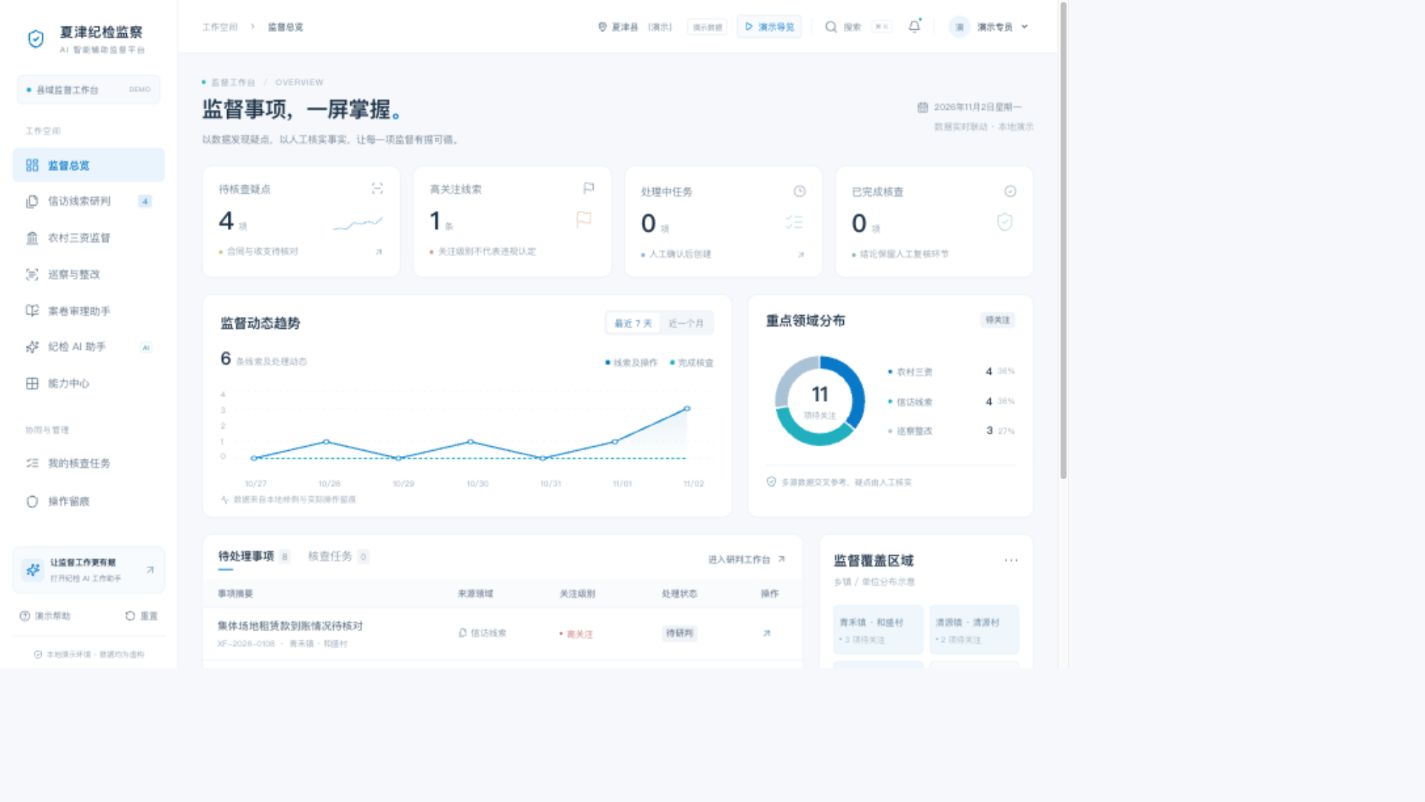 夏津纪检监察
AI 智能辅助监督平台
县域监督工作台 DEMO
工作空间
监督总览
信访线索研判 4
农村三资监督
巡察与整改
案卷审理助手
纪检 AI 助手 AI
能力中心
协同与管理
我的核查任务
操作留痕
让监督工作更有据
打开纪检 AI 工作助手
演示帮助 重置
本地演示环境 · 数据均为虚构
工作空间 > 监督总览
夏津县 (演示) 演示数据 演示导览 搜索 ⌘K 演 演示专员
监督工作台 / OVERVIEW
监督事项，一屏掌握。
以数据发现疑点，以人工核实事实，让每一项监督有据可循。
2026年11月2日星期一
数据实时联动 · 本地演示
待核查疑点
4 项
合同与收支待核对
高关注线索
1 条
关注级别不代表违规认定
处理中任务
0 项
人工确认后创建
已完成核查
0 项
结论保留人工复核环节
监督动态趋势
最近 7 天 近一个月
6 条线索及处理动态
线索及操作 完成核查
4
3
2
1
0
10/27 10/28 10/29 10/30 10/31 11/01 11/02
数据来自本地样例与实际操作留痕
重点领域分布 待关注
11
项待关注
农村三资 4 36%
信访线索 4 36%
巡察整改 3 27%
多源数据交叉参考，疑点由人工核实
待处理事项 8 核查任务 0
进入研判工作台
事项摘要 来源领域 关注级别 处理状态 操作
集体场地租赁款到账情况待核对
XF-2026-0108 · 青禾镇 · 和盛村
信访线索 高关注 待研判
监督覆盖区域 ···
乡镇 / 单位分布示意
青禾镇 · 和盛村
3 项待关注
清源镇 · 清源村
2 项待关注